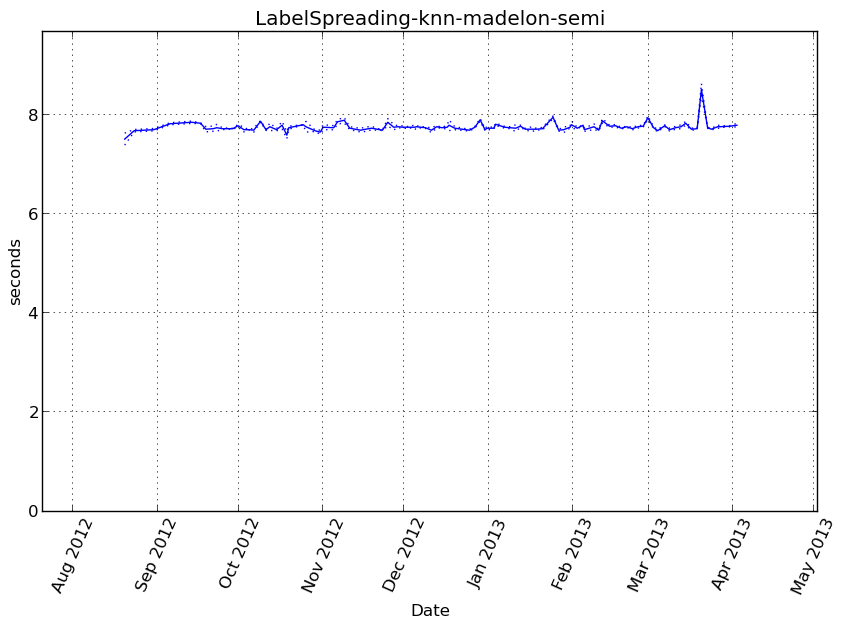 LabelSpreading-knn-madelon-semi
8
6
4
2
0
seconds
Aug 2012
Sep 2012
Oct 2012
Nov 2012
Dec 2012
Jan 2013
Feb 2013
Mar 2013
Apr 2013
May 2013
Date